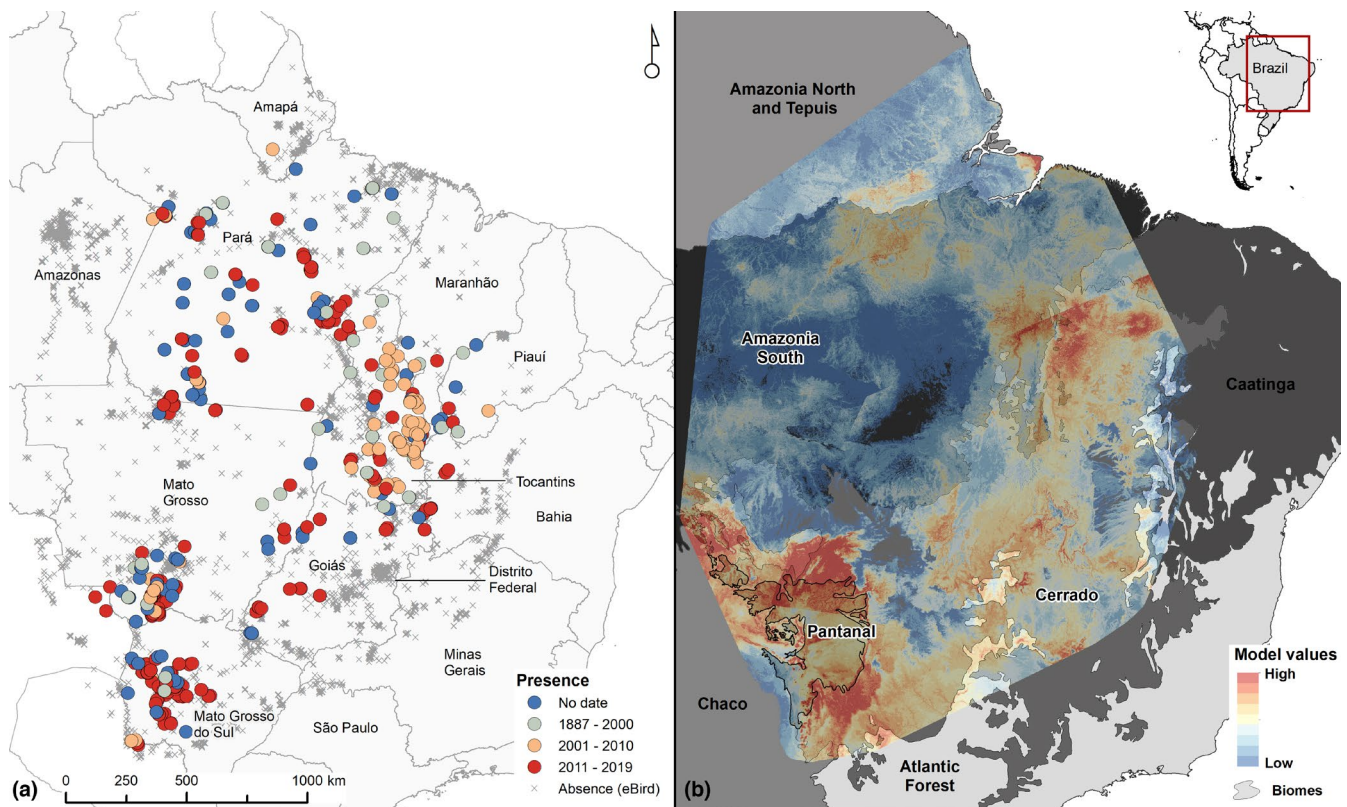 Amapá
Pará
Amazonas
Maranhão
Piauí
Mato
Grosso
Tocantins
Bahia
Goiás
Distrito
Federal
Minas
Gerais
Mato Grosso
do Sul
São Paulo
Presence
No date
1887 - 2000
2001 - 2010
2011 - 2019
Absence (eBird)
(a)
0 250 500 1000 km
Amazonia North
and Tepuis
Brazil
Amazonia
South
Caatinga
Cerrado
Pantanal
Chaco
Atlantic
Forest
Model values
High
Low
Biomes
(b)